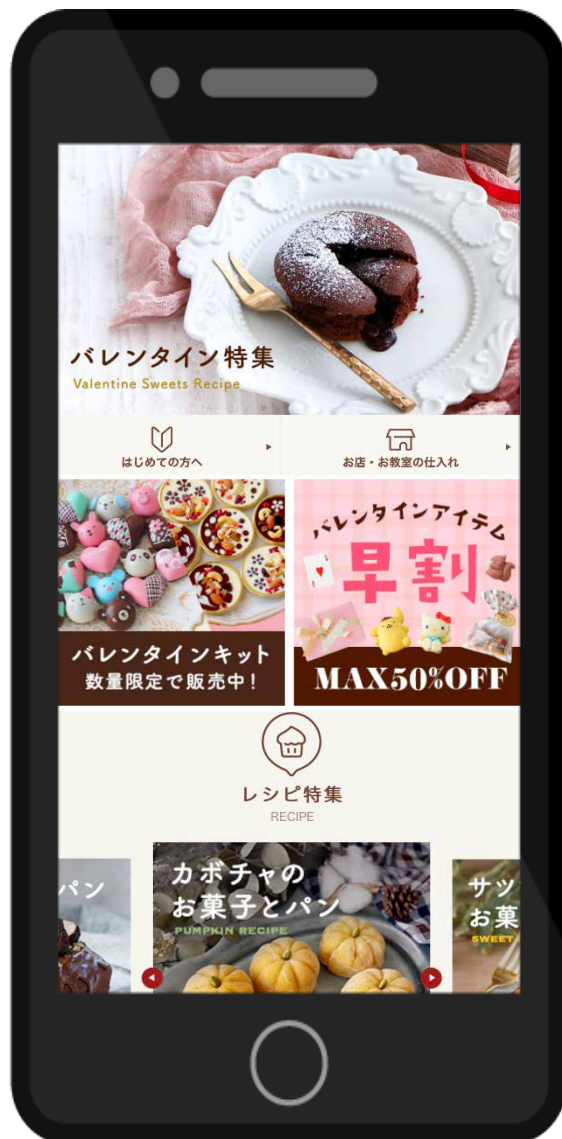 バレンタイン特集
Valentine Sweets Recipe
はじめての方へ
お店・お教室の仕入れ
バレンタインキット
数量限定で販売中！
バレンタインアイテム
早割
MAX50%OFF
レシピ特集
RECIPE
パン
カボチャの
お菓子とパン
PUMPKIN RECIPE
サツ
お菓
SWEET